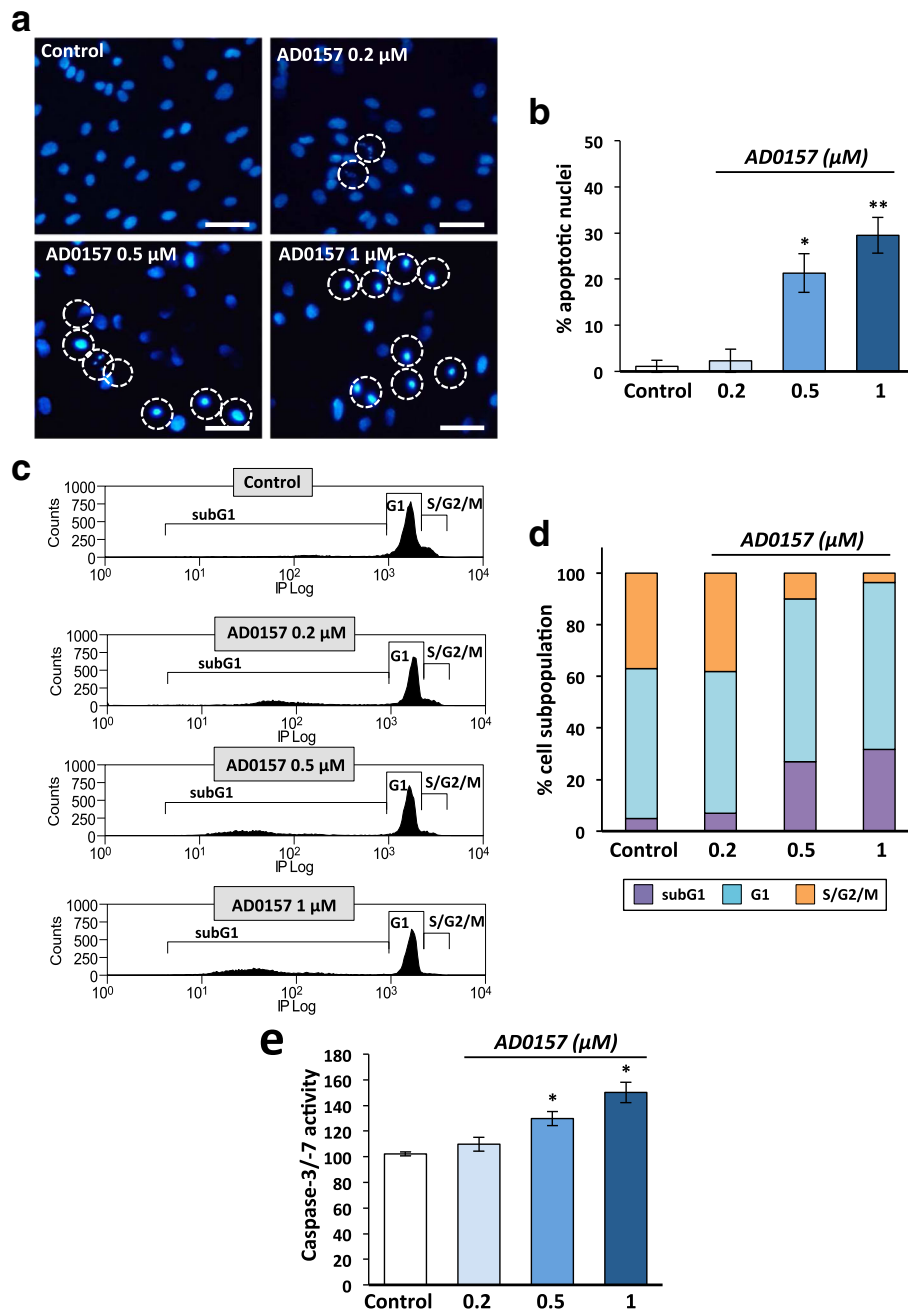 a
Control
AD0157 0.2 µM
AD0157 0.5 µM
AD0157 1 µM
b
% apoptotic nuclei
50
40
30
20
10
0
AD0157 (µM)
*
**
Control 0.2 0.5 1
c
Control
Counts
1000
750
500
250
0
subG1
G1
S/G2/M
10⁰ 10¹ 10² 10³ 10⁴
IP Log
AD0157 0.2 µM
Counts
1000
750
500
250
0
subG1
G1
S/G2/M
10⁰ 10¹ 10² 10³ 10⁴
IP Log
AD0157 0.5 µM
Counts
1000
750
500
250
0
subG1
G1
S/G2/M
10⁰ 10¹ 10² 10³ 10⁴
IP Log
AD0157 1 µM
Counts
1000
750
500
250
0
subG1
G1
S/G2/M
10⁰ 10¹ 10² 10³ 10⁴
IP Log
d
AD0157 (µM)
% cell subpopulation
100
80
60
40
20
0
Control 0.2 0.5 1
subG1 G1 S/G2/M
e
AD0157 (µM)
Caspase-3/-7 activity
180
160
140
120
100
80
60
40
20
0
*
*
Control 0.2 0.5 1